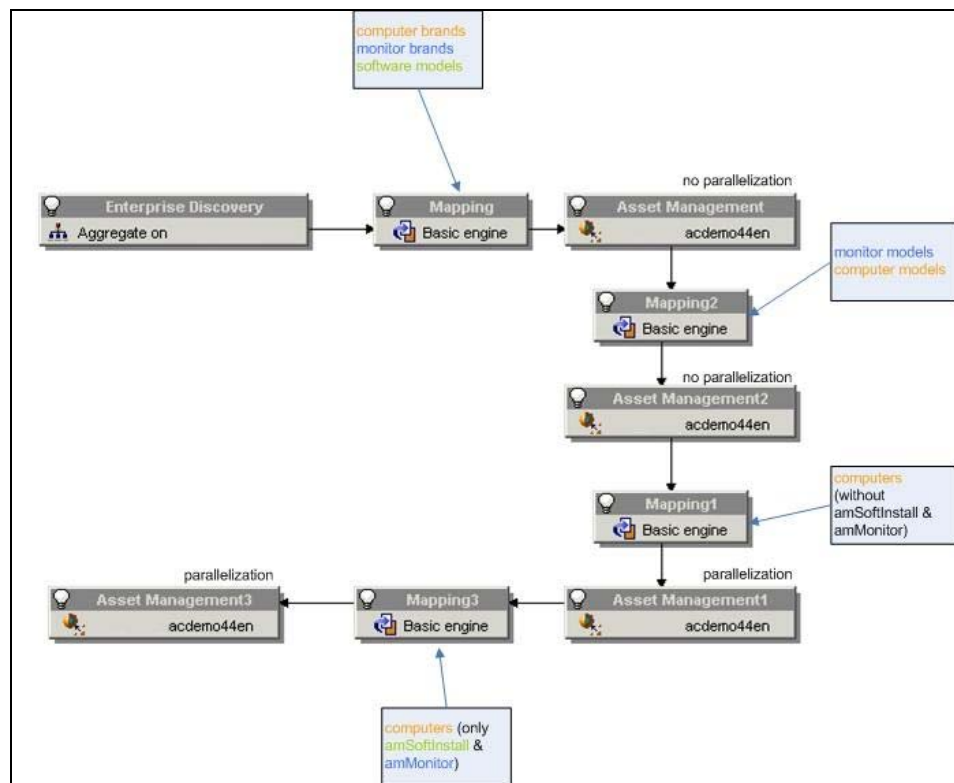 computer brands
monitor brands
software models
no parallelization
Enterprise Discovery
Aggregate on
Mapping
Basic engine
Asset Management
acdemo44en
monitor models
computer models
Mapping2
Basic engine
no parallelization
Asset Management2
acdemo44en
computers
(without
amSoftInstall &
amMonitor)
Mapping1
Basic engine
parallelization
Asset Management3
acdemo44en
Mapping3
Basic engine
parallelization
Asset Management1
acdemo44en
computers (only
amSoftInstall &
amMonitor)